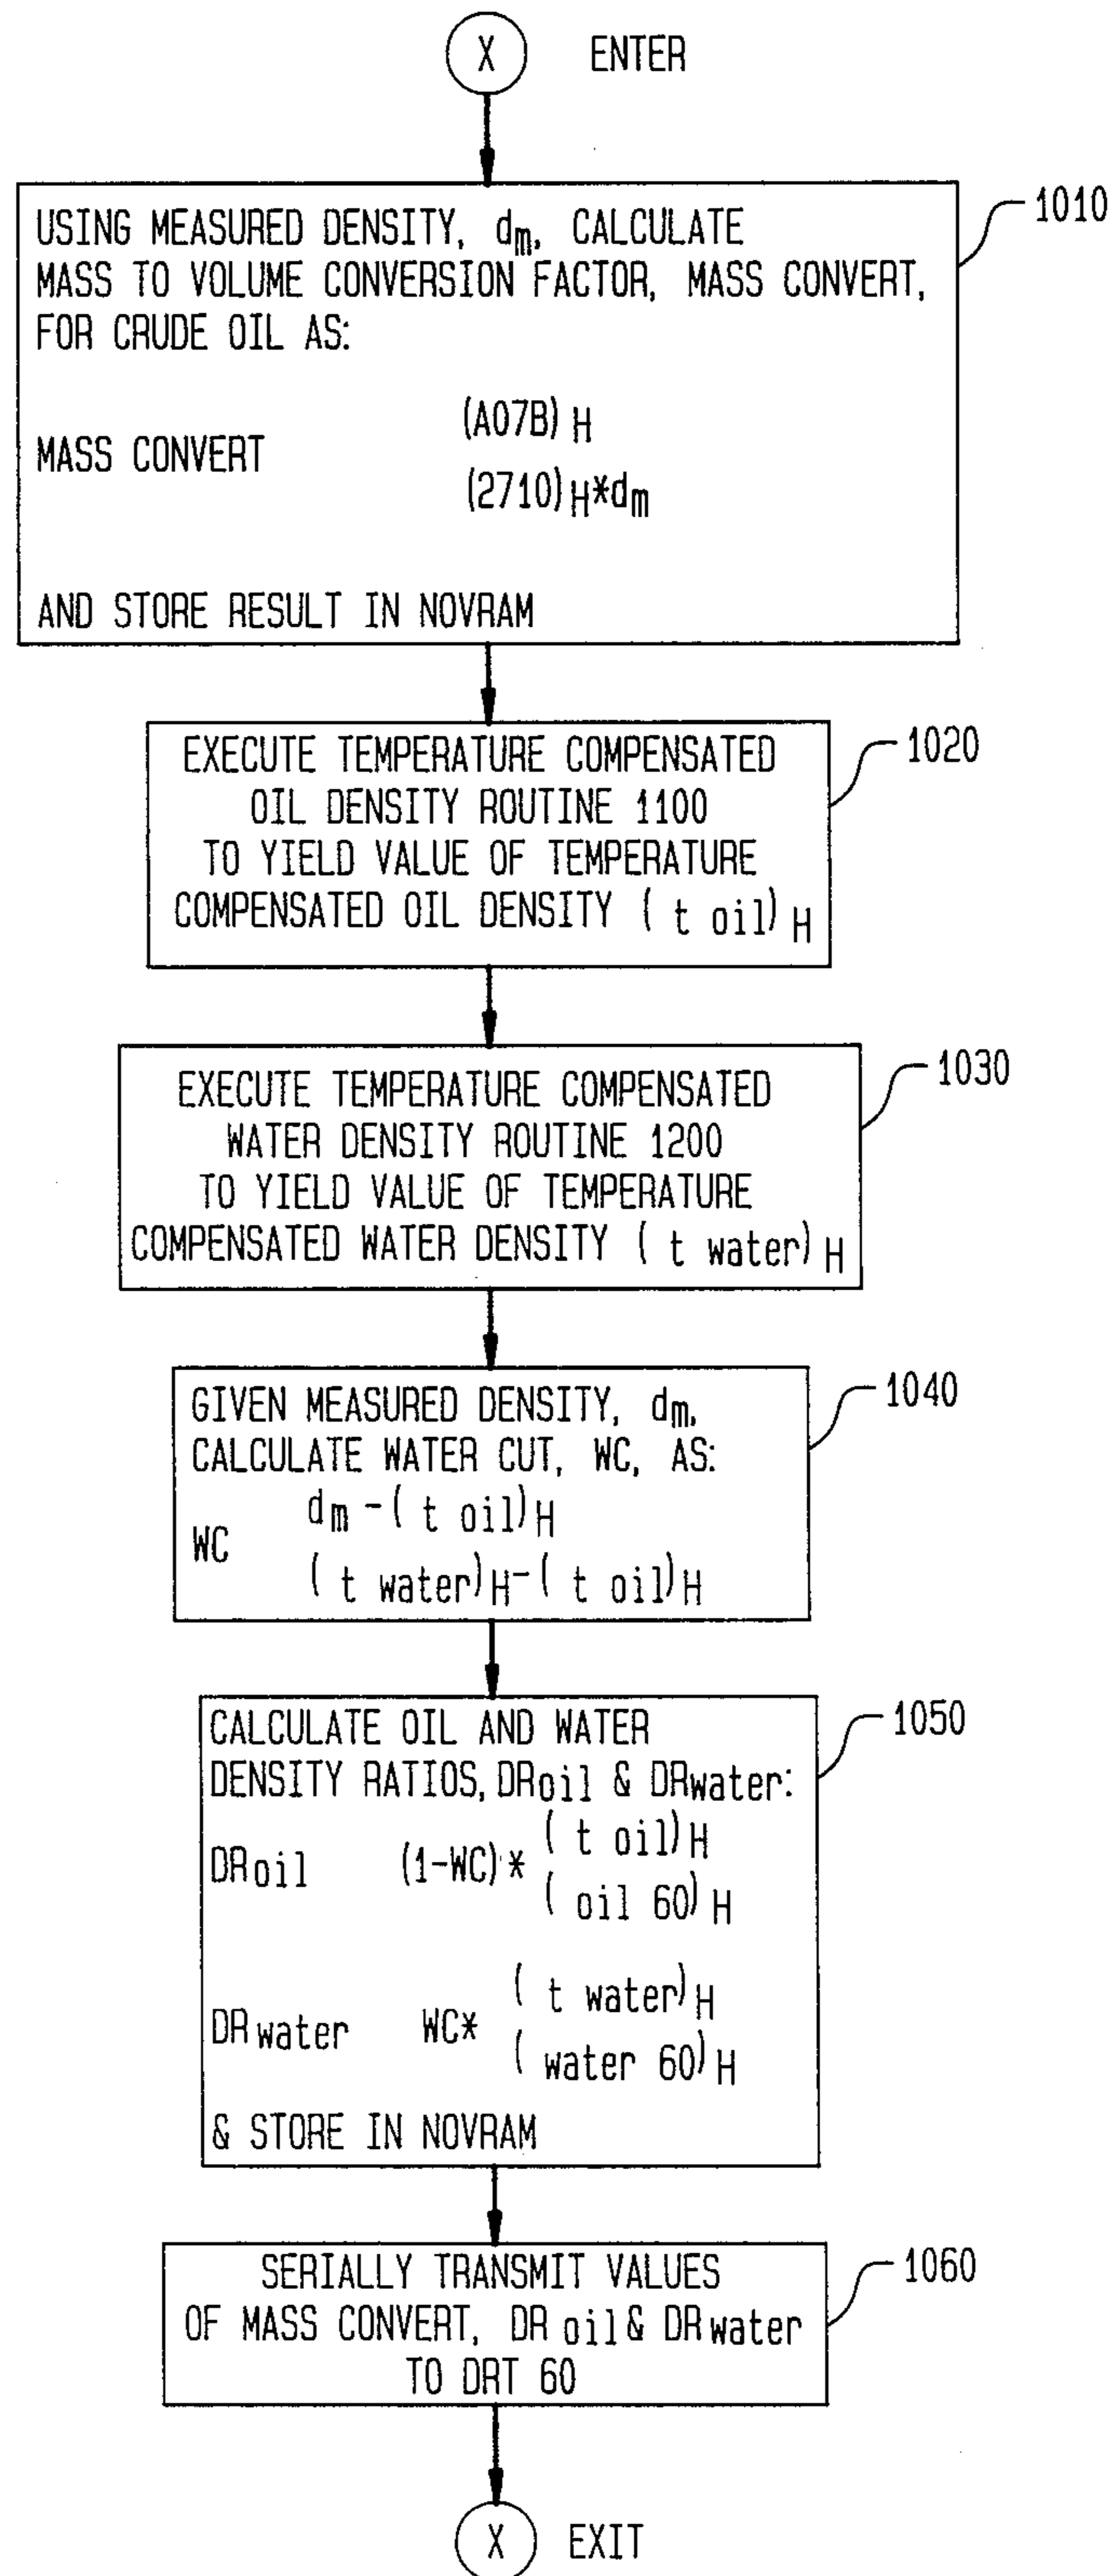 X ENTER
1010
USING MEASURED DENSITY, dm, CALCULATE
MASS TO VOLUME CONVERSION FACTOR, MASS CONVERT,
FOR CRUDE OIL AS:
(A07B)H
MASS CONVERT
(2710)H*dm
AND STORE RESULT IN NOVRAM
1020
EXECUTE TEMPERATURE COMPENSATED
OIL DENSITY ROUTINE 1100
TO YIELD VALUE OF TEMPERATURE
COMPENSATED OIL DENSITY ( t oil)H
1030
EXECUTE TEMPERATURE COMPENSATED
WATER DENSITY ROUTINE 1200
TO YIELD VALUE OF TEMPERATURE
COMPENSATED WATER DENSITY ( t water)H
1040
GIVEN MEASURED DENSITY, dm,
CALCULATE WATER CUT, WC, AS:
dm-( t oil)H
WC
( t water)H-( t oil)H
1050
CALCULATE OIL AND WATER
DENSITY RATIOS, DRoil & DRwater:
( t oil)H
DRoil (1-WC)*
( oil 60)H
( t water)H
DRwater WC*
( water 60)H
& STORE IN NOVRAM
1060
SERIALLY TRANSMIT VALUES
OF MASS CONVERT, DRoil & DRwater
TO DRT 60
X EXIT